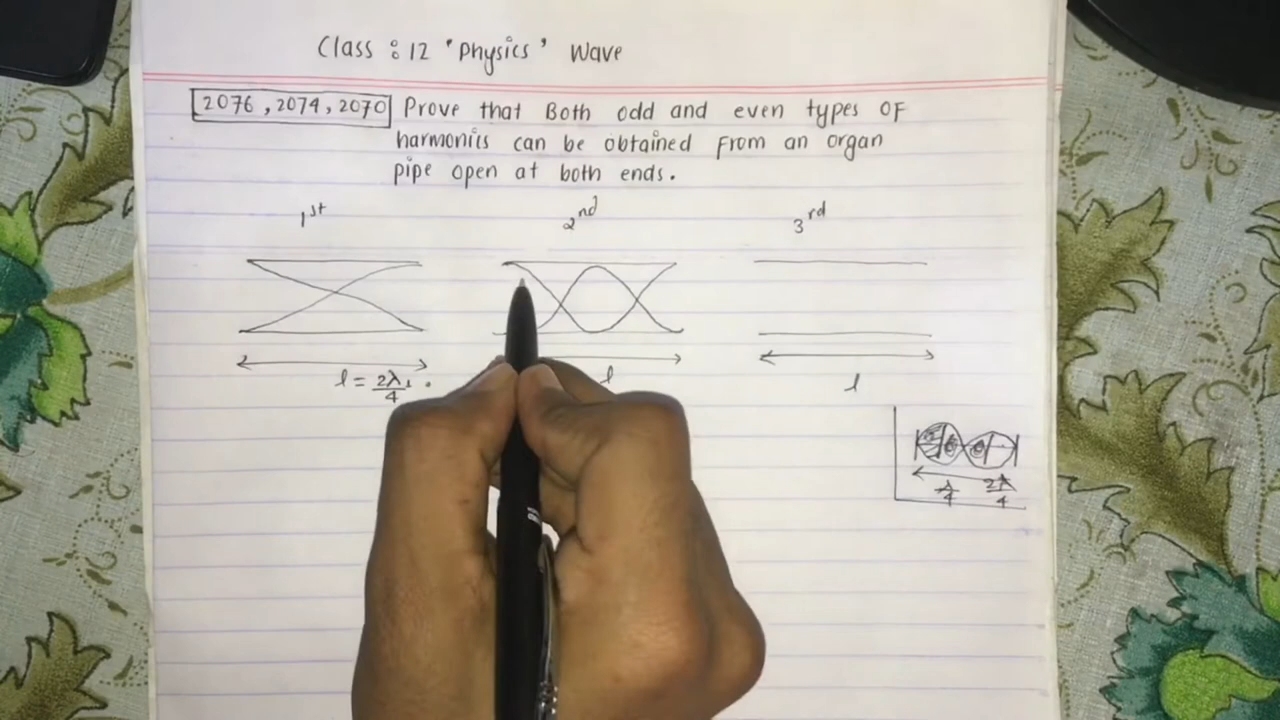 Class : 12 'Physics' Wave
2076, 2074, 2070 Prove that Both odd and even types of
harmonics can be obtained from an organ
pipe open at both ends.
1st 2nd 3rd
l = 2λ1/4 . l l
λ/4 2λ/4